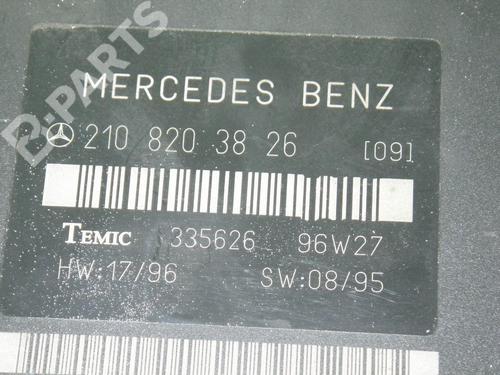 B-PARTS
MERCEDES BENZ
210 820 38 26 [09]
TEMIC 335626 96W27
HW:17/96 SW:08/95